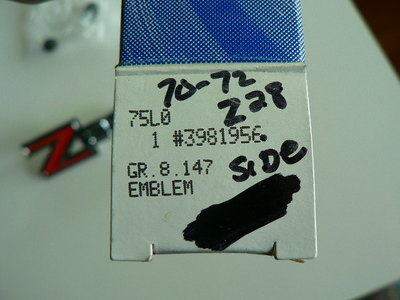 70-72
Z28
75L0
1 #3981956
SIDE
GR.8.147
EMBLEM
Z